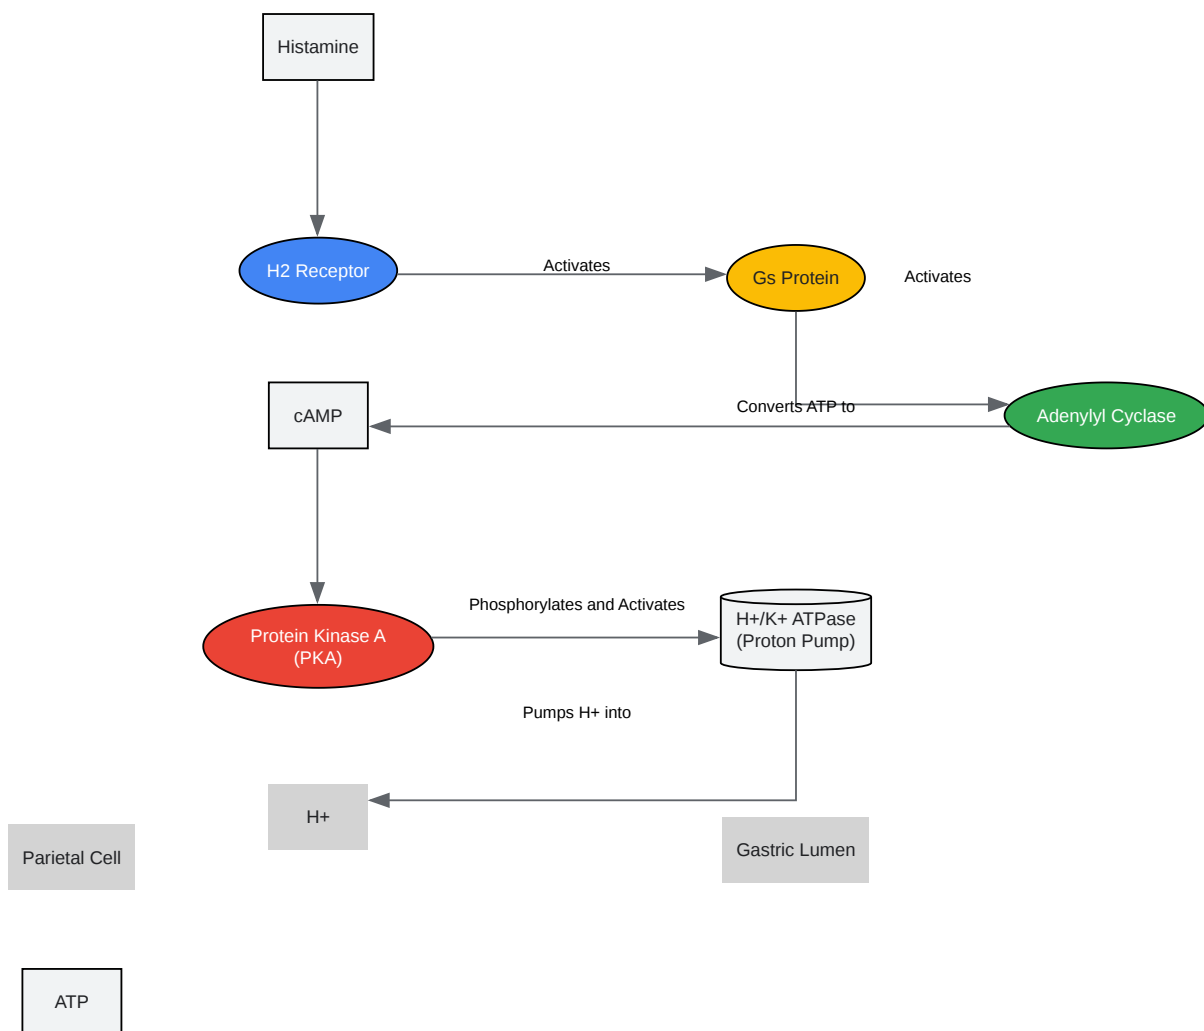 Histamine
H2 Receptor
Activates
Gs Protein
Activates
cAMP
Converts ATP to
Adenylyl Cyclase
Protein Kinase A
(PKA)
Phosphorylates and Activates
H+/K+ ATPase
(Proton Pump)
Pumps H+ into
H+
Gastric Lumen
Parietal Cell
ATP